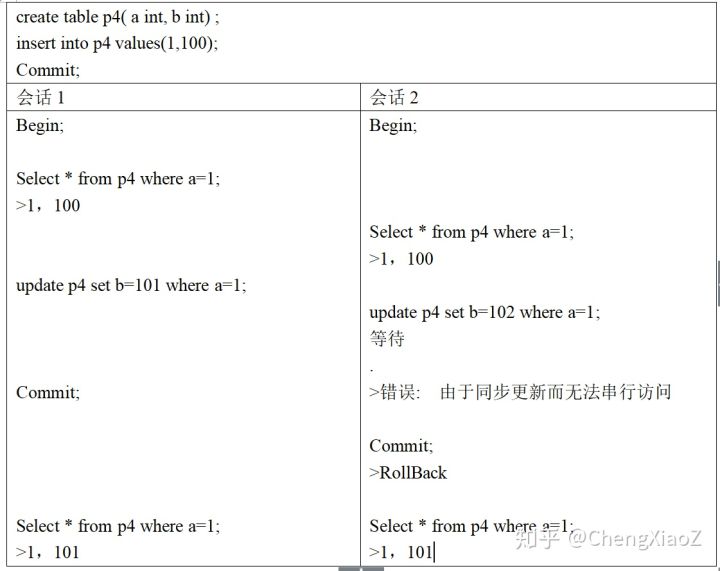 create table p4( a int, b int) ;
insert into p4 values(1,100);
Commit;
会话 1
会话 2
Begin;
Begin;
Select * from p4 where a=1;
>1，100
Select * from p4 where a=1;
>1，100
update p4 set b=101 where a=1;
update p4 set b=102 where a=1;
等待
.
Commit;
>错误: 由于同步更新而无法串行访问
Commit;
>RollBack
Select * from p4 where a=1;
Select * from p4 where a=1;
>1，101
>1，101
知乎 @ChengXiaoZ